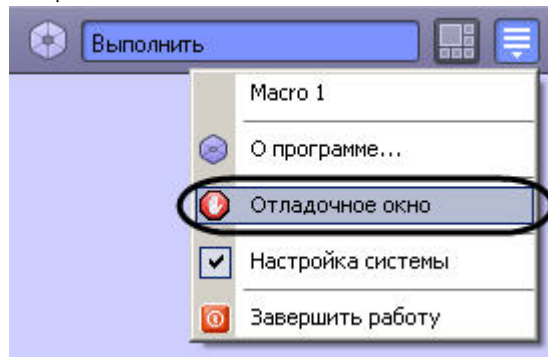 Выполнить
Macro 1
О программе...
Отладочное окно
Настройка системы
Завершить работу